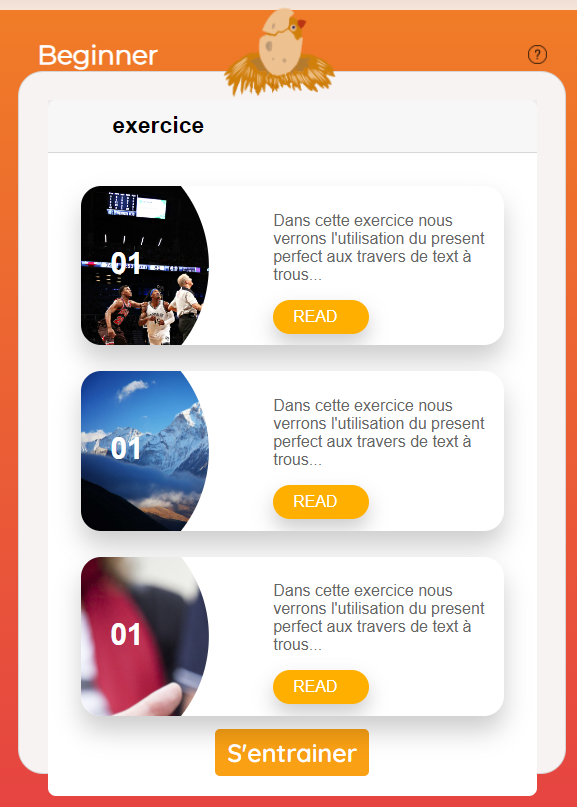 Beginner
?
exercice
01
Dans cette exercice nous
verrons l'utilisation du present
perfect aux travers de text à
trous...
READ
01
Dans cette exercice nous
verrons l'utilisation du present
perfect aux travers de text à
trous...
READ
01
Dans cette exercice nous
verrons l'utilisation du present
perfect aux travers de text à
trous...
READ
S'entrainer